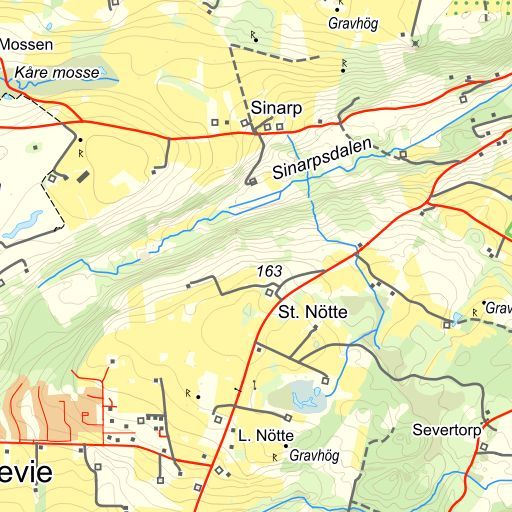 Gravhög
R
Mossen
R
Kåre mosse
Sinarp
R
R
Sinarpsdalen
163
R
Grav
St. Nötte
R
Severtorp
L. Nötte
R
Gravhög
evie